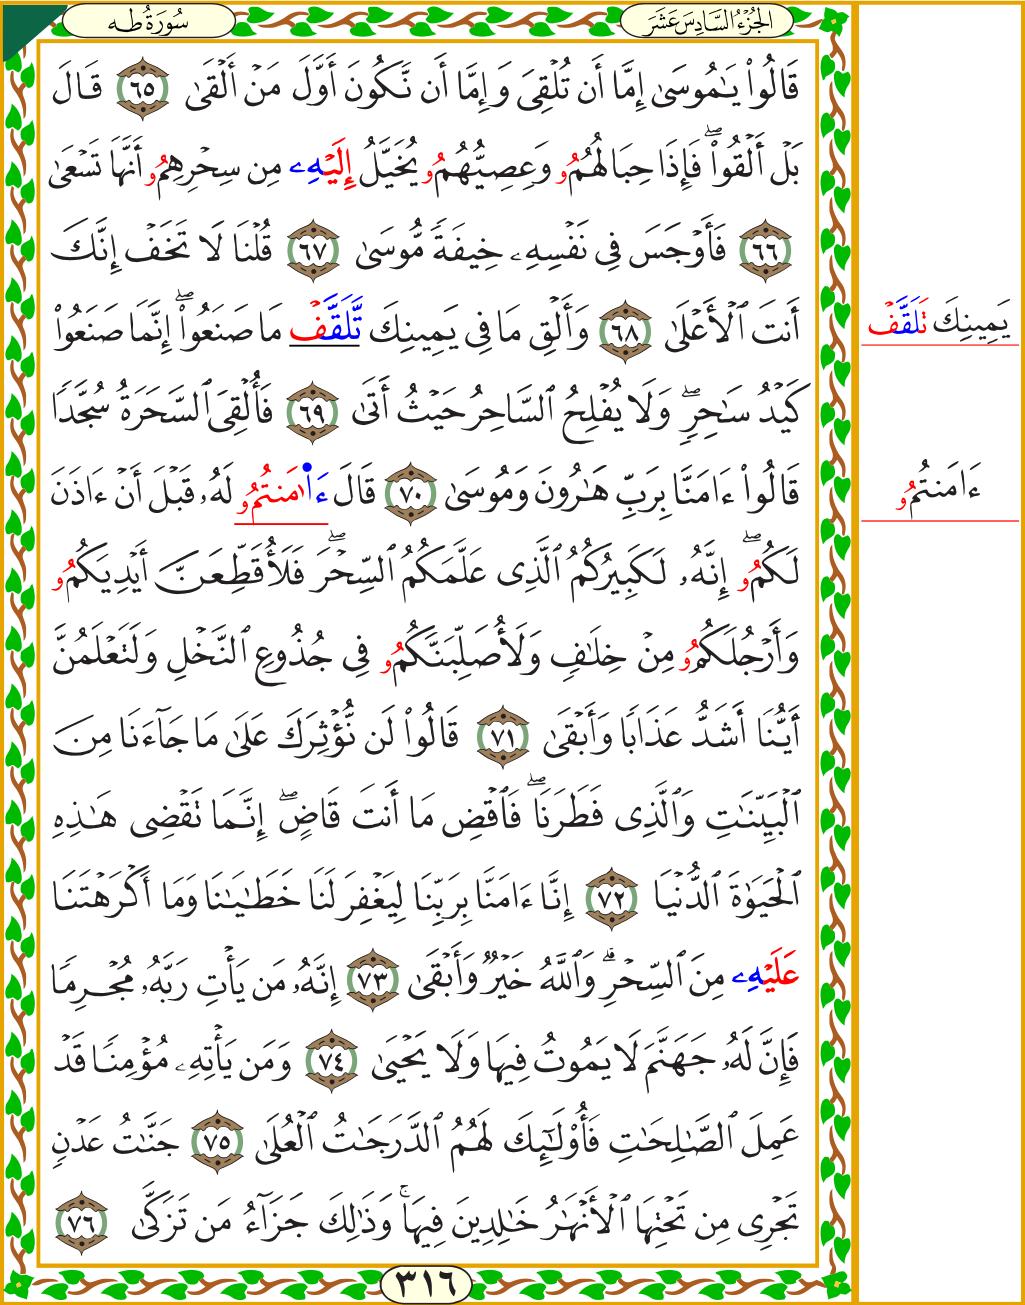 الجُزْءُ السَّادِسَ عَشَرَ
سُورَةُ طه
قَالُواْ يَـٰمُوسَىٰ إِمَّا أَن تُلۡقِيَ وَإِمَّا أَن نَّكُونَ أَوَّلَ مَنۡ أَلۡقَىٰ ٦٥ قَالَ
بَلۡ أَلۡقُواْۖ فَإِذَا حِبَالُهُمُۥ وَعِصِيُّهُمُۥ يُخَيَّلُ إِلَيۡهِۦ مِن سِحۡرِهِمُۥ أَنَّهَا تَسۡعَىٰ
٦٦ فَأَوۡجَسَ فِي نَفۡسِهِۦ خِيفَةٗ مُّوسَىٰ ٦٧ قُلۡنَا لَا تَخَفۡ إِنَّكَ
أَنتَ ٱلۡأَعۡلَىٰ ٦٨ وَأَلۡقِ مَا فِي يَمِينِكَ تَّلَقَّفۡ مَا صَنَعُواْۖ إِنَّمَا صَنَعُواْ
كَيۡدُ سَٰحِرٖۖ وَلَا يُفۡلِحُ ٱلسَّاحِرُ حَيۡثُ أَتَىٰ ٦٩ فَأُلۡقِيَ ٱلسَّحَرَةُ سُجَّدٗا
قَالُواْ ءَامَنَّا بِرَبِّ هَٰرُونَ وَمُوسَىٰ ٧٠ قَالَ ءَا۬مَنتُمُۥ لَهُۥ قَبۡلَ أَنۡ ءَاذَنَ
لَكُمُۥۖ إِنَّهُۥ لَكَبِيرُكُمُ ٱلَّذِي عَلَّمَكُمُ ٱلسِّحۡرَۖ فَلَأُقَطِّعَنَّ أَيۡدِيَكُمُۥ
وَأَرۡجُلَكُمُۥ مِنۡ خِلَٰفٖ وَلَأُصَلِّبَنَّكُمُۥ فِي جُذُوعِ ٱلنَّخۡلِ وَلَتَعۡلَمُنَّ
أَيُّنَا أَشَدُّ عَذَابٗا وَأَبۡقَىٰ ٧١ قَالُواْ لَن نُّؤۡثِرَكَ عَلَىٰ مَا جَآءَنَا مِنَ
ٱلۡبَيِّنَٰتِ وَٱلَّذِي فَطَرَنَاۖ فَٱقۡضِ مَا أَنتَ قَاضٍۖ إِنَّمَا تَقۡضِي هَٰذِهِ
ٱلۡحَيَوٰةَ ٱلدُّنۡيَا ٧٢ إِنَّا ءَامَنَّا بِرَبِّنَا لِيَغۡفِرَ لَنَا خَطَٰيَٰنَا وَمَا أَكۡرَهۡتَنَا
عَلَيۡهِۦ مِنَ ٱلسِّحۡرِۗ وَٱللَّهُ خَيۡرٞ وَأَبۡقَىٰ ٧٣ إِنَّهُۥ مَن يَأۡتِ رَبَّهُۥ مُجۡرِمٗا
فَإِنَّ لَهُۥ جَهَنَّمَ لَا يَمُوتُ فِيهَا وَلَا يَحۡيَىٰ ٧٤ وَمَن يَأۡتِهِۦ مُؤۡمِنٗا قَدۡ
عَمِلَ ٱلصَّٰلِحَٰتِ فَأُوْلَٰٓئِكَ لَهُمُ ٱلدَّرَجَٰتُ ٱلۡعُلَىٰ ٧٥ جَنَّٰتُ عَدۡنٖ
تَجۡرِي مِن تَحۡتِهَا ٱلۡأَنۡهَٰرُ خَٰلِدِينَ فِيهَاۚ وَذَٰلِكَ جَزَآءُ مَن تَزَكَّىٰ ٧٦
٣١٦
يَمِينِكَ تَلَقَّفۡ
ءَامَنتُمُۥ